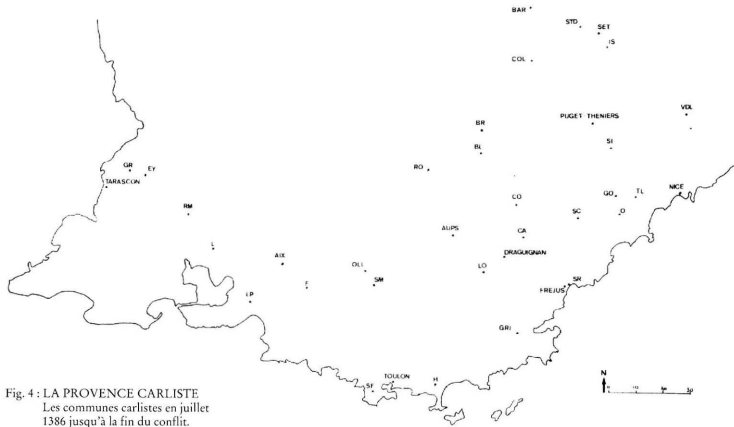 BAR
STD
SET
IS
COL
VDL
PUGET THENIERS
BR
SI
BL
GR
EY
RO
TARASCON
NICE
GD
TL
CO
RM
SC
O
AUPS
CA
L
DRAGUIGNAN
AIX
OLL
LO
SM
F
SR
FREJUS
LP
GRI
TOULON
H
SF
N
Fig. 4 : LA PROVENCE CARLISTE
Les communes carlistes en juillet
1386 jusqu'à la fin du conflit.